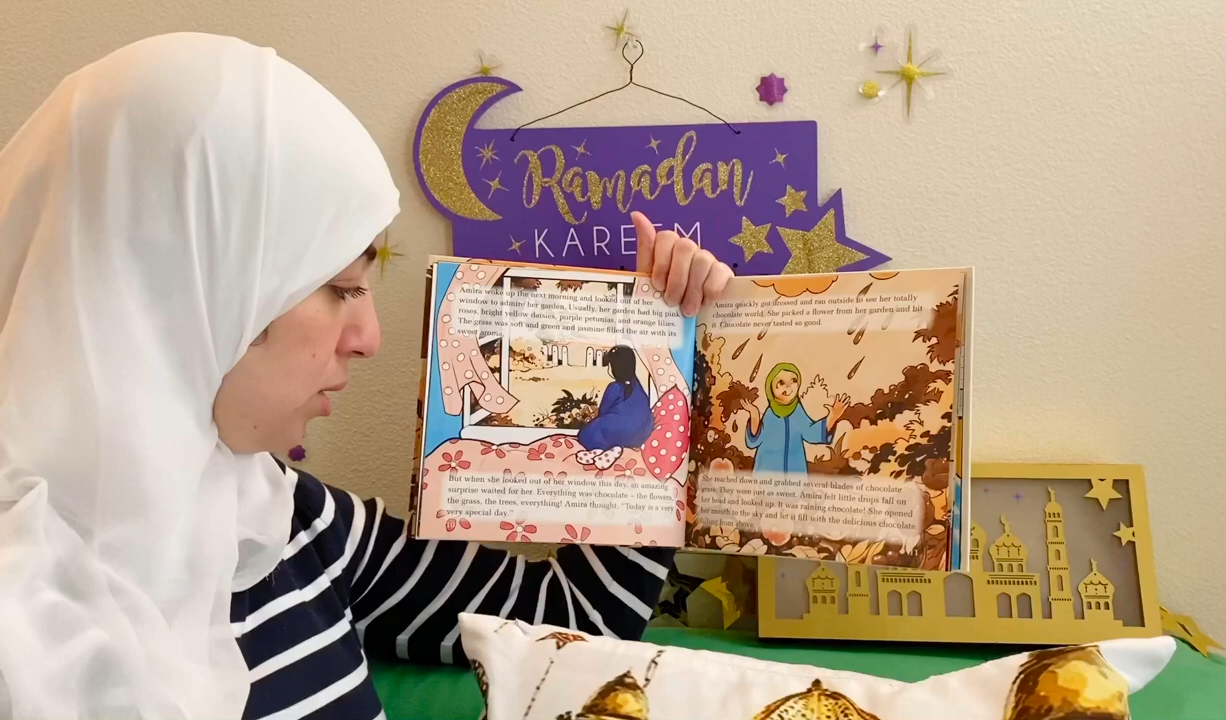 Ramadan
KAREEM
Amira woke up the next morning and looked out of her
window to admire her garden. Usually, her garden had big pink
roses, bright yellow daisies, purple petunias, and orange lilies.
The grass was soft and green and jasmine filled the air with its
sweet aroma.
But when she looked out of her window this day, an amazing
surprise waited for her. Everything was chocolate – the flowers,
the grass, the trees, everything! Amira thought, "Today is a very
very special day."
Amira quickly got dressed and ran outside to see her totally
chocolate world. She picked a flower from her garden and bit
it. Chocolate never tasted so good.
She reached down and grabbed several blades of chocolate
grass. They were just as sweet. Amira felt little drops fall on
her head and looked up. It was raining chocolate! She opened
her mouth to the sky and let it fill with the delicious chocolate
falling from above.